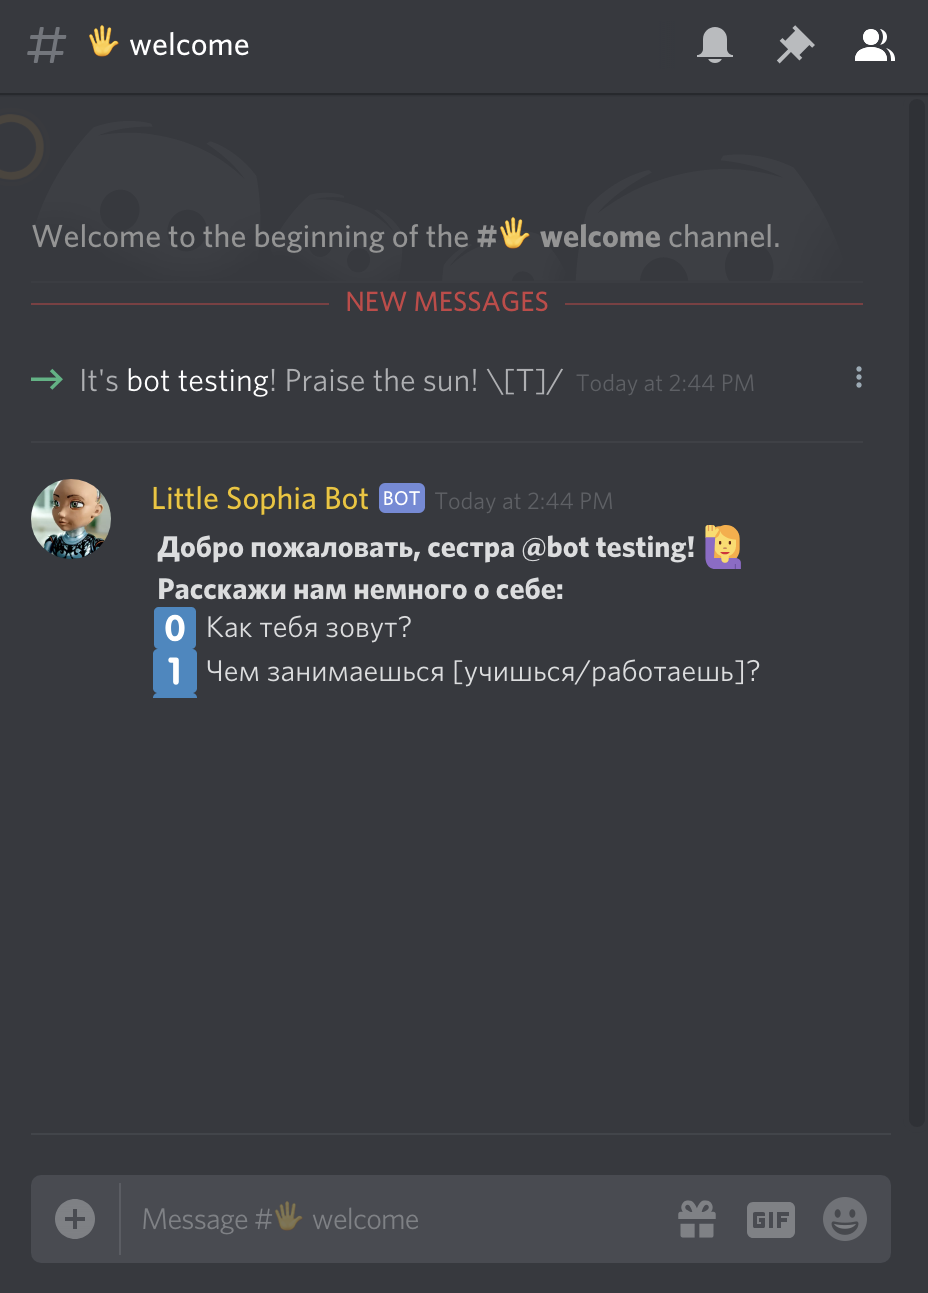 # 🖐 welcome
Welcome to the beginning of the #🖐 welcome channel.
NEW MESSAGES
It's bot testing! Praise the sun! \[T]/ Today at 2:44 PM
Little Sophia Bot BOT Today at 2:44 PM
Добро пожаловать, сестра @bot testing! 🙋‍♀️
Расскажи нам немного о себе:
0 Как тебя зовут?
1 Чем занимаешься [учишься/работаешь]?
Message #🖐 welcome GIF